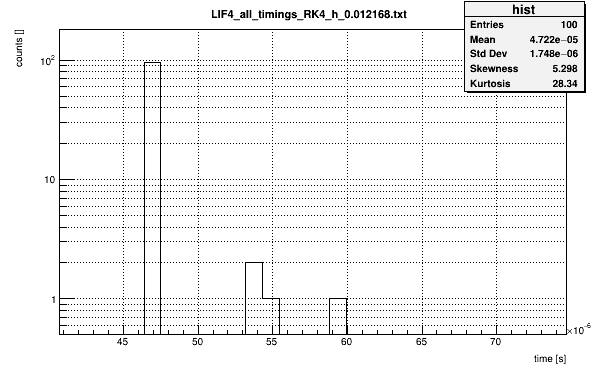 LIF4_all_timings_RK4_h_0.012168.txt
hist
Entries 100
Mean 4.722e−05
Std Dev 1.748e−06
Skewness 5.298
Kurtosis 28.34
counts []
10²
10
1
45 50 55 60 65 70
×10⁻⁶
time [s]